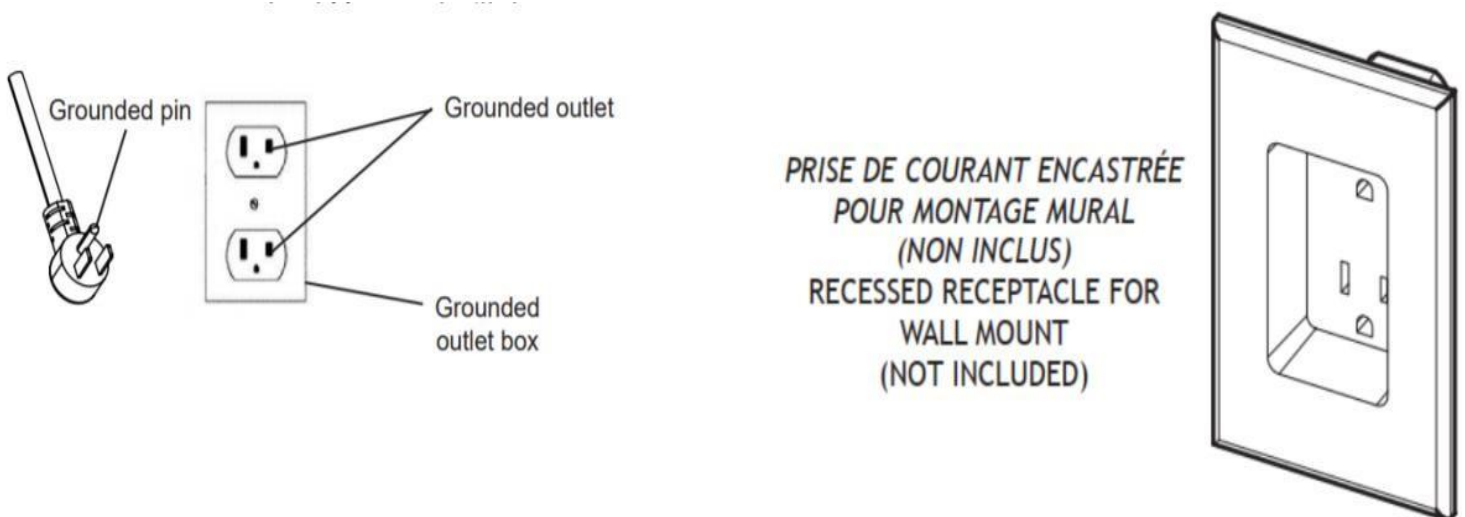 Grounded pin
Grounded outlet
Grounded
outlet box
PRISE DE COURANT ENCASTRÉE
POUR MONTAGE MURAL
(NON INCLUS)
RECESSED RECEPTACLE FOR
WALL MOUNT
(NOT INCLUDED)